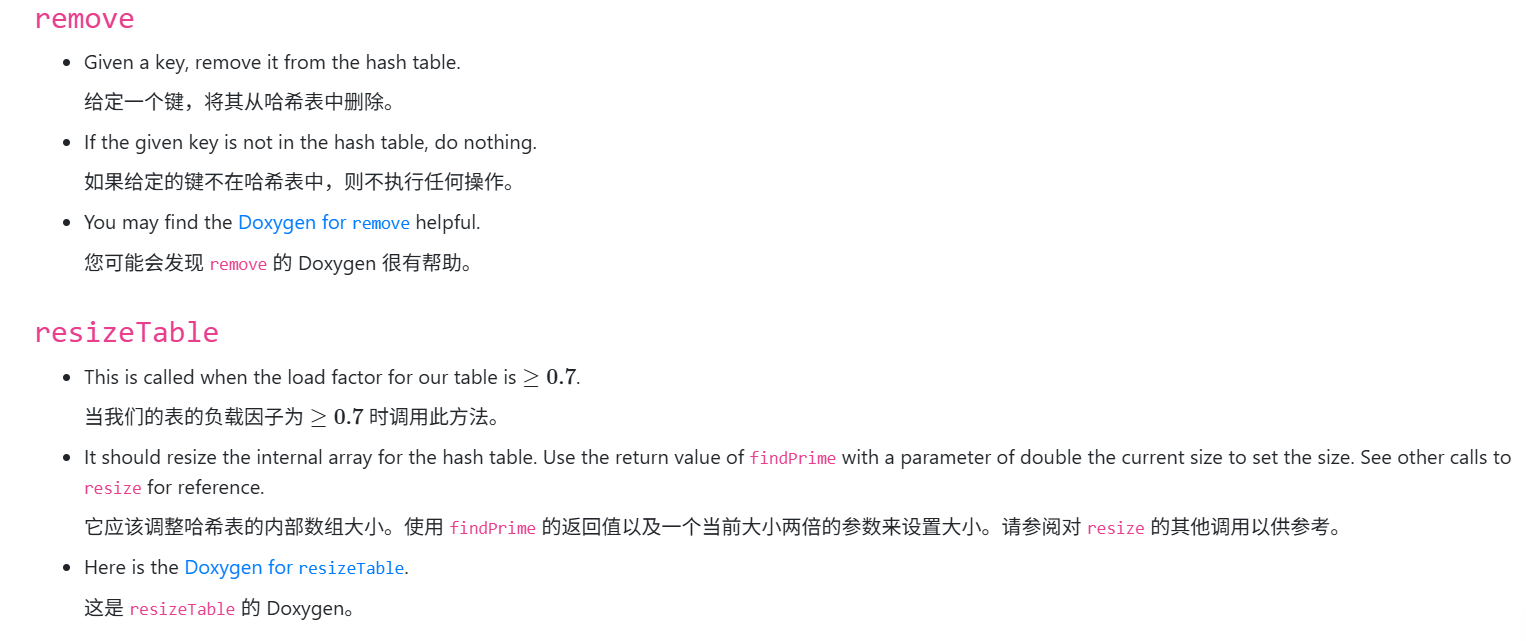 remove
• Given a key, remove it from the hash table.
给定一个键，将其从哈希表中删除。
• If the given key is not in the hash table, do nothing.
如果给定的键不在哈希表中，则不执行任何操作。
• You may find the Doxygen for remove helpful.
您可能会发现 remove 的 Doxygen 很有帮助。
resizeTable
• This is called when the load factor for our table is ≥ 0.7.
当我们的表的负载因子为 ≥ 0.7 时调用此方法。
• It should resize the internal array for the hash table. Use the return value of findPrime with a parameter of double the current size to set the size. See other calls to
resize for reference.
它应该调整哈希表的内部数组大小。使用 findPrime 的返回值以及一个当前大小两倍的参数来设置大小。请参阅对 resize 的其他调用以供参考。
• Here is the Doxygen for resizeTable.
这是 resizeTable 的 Doxygen。